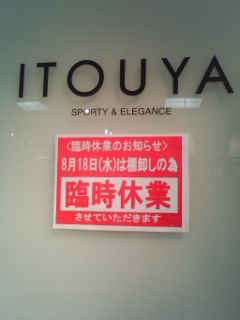 ITOUYA
SPORTY & ELEGANCE
<臨時休業のお知らせ>
8月18日(水)は棚卸しの為
臨時休業
させていただきます